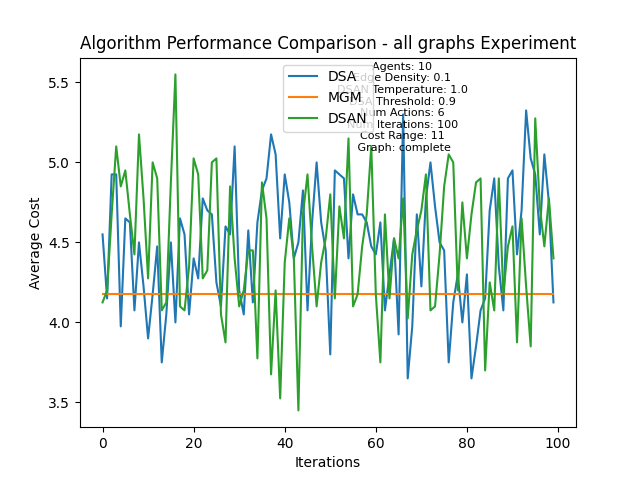 Algorithm Performance Comparison - all graphs Experiment
DSA
MGM
DSAN
Agents: 10
Edge Density: 0.1
DSAN Temperature: 1.0
DSA Threshold: 0.9
Num Actions: 6
Num Iterations: 100
Cost Range: 11
Graph: complete
5.5
5.0
4.5
4.0
3.5
Average Cost
0 20 40 60 80 100
Iterations